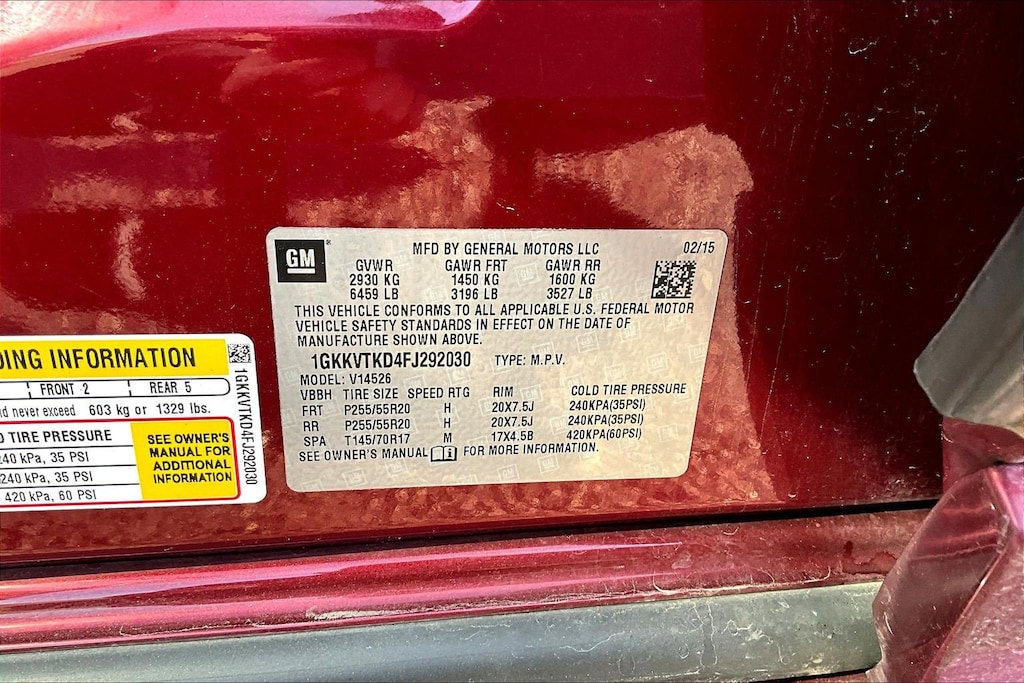 GM
MFD BY GENERAL MOTORS LLC 02/15
GVWR GAWR FRT GAWR RR
2930 KG 1450 KG 1600 KG
6459 LB 3196 LB 3527 LB
THIS VEHICLE CONFORMS TO ALL APPLICABLE U.S. FEDERAL MOTOR
VEHICLE SAFETY STANDARDS IN EFFECT ON THE DATE OF
MANUFACTURE SHOWN ABOVE.
1GKKVTKD4FJ292030 TYPE: M.P.V.
MODEL: V14526
VBBH TIRE SIZE SPEED RTG RIM COLD TIRE PRESSURE
FRT P255/55R20 H 20X7.5J 240KPA(35PSI)
RR P255/55R20 H 20X7.5J 240KPA(35PSI)
SPA T145/70R17 M 17X4.5B 420KPA(60PSI)
SEE OWNER'S MANUAL FOR MORE INFORMATION.
DING INFORMATION
FRONT 2 REAR 5
never exceed 603 kg or 1329 lbs.
TIRE PRESSURE
240 kPa, 35 PSI
240 kPa, 35 PSI
420 kPa, 60 PSI
SEE OWNER'S
MANUAL FOR
ADDITIONAL
INFORMATION
1GKKVTKD4FJ292030